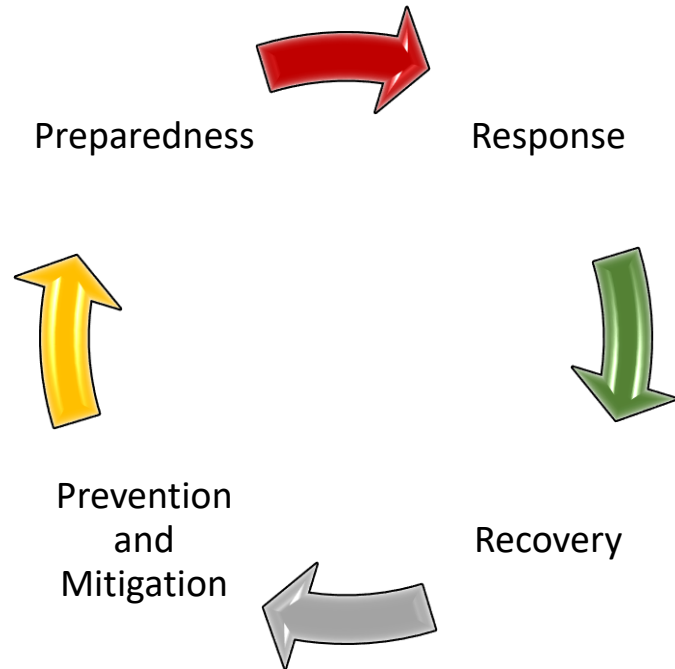 Preparedness
Response
Prevention
and
Mitigation
Recovery